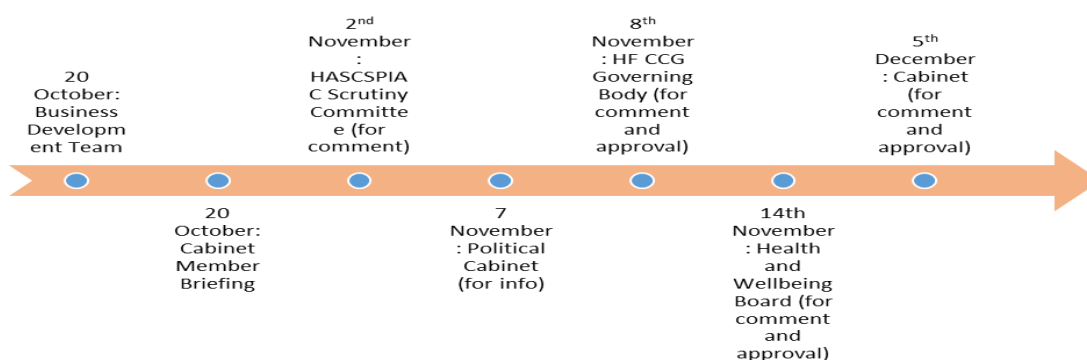 20
October:
Business
Developm
ent Team
20
October:
Cabinet
Member
Briefing
2nd
November
:
HASCSPIA
C Scrutiny
Committe
e (for
comment)
7
November
: Political
Cabinet
(for info)
8th
November
: HF CCG
Governing
Body (for
comment
and
approval)
14th
November
: Health
and
Wellbeing
Board (for
comment
and
approval)
5th
December
: Cabinet
(for
comment
and
approval)